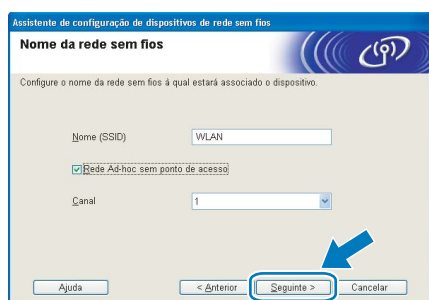 Assistente de configuração de dispositivos de rede sem fios
Nome da rede sem fios
Configure o nome da rede sem fios á qual estará associado o dispositivo.
Nome (SSID) WLAN
Rede Ad-hoc sem ponto de acesso
Canal 1
Ajuda < Anterior Seguinte > Cancelar